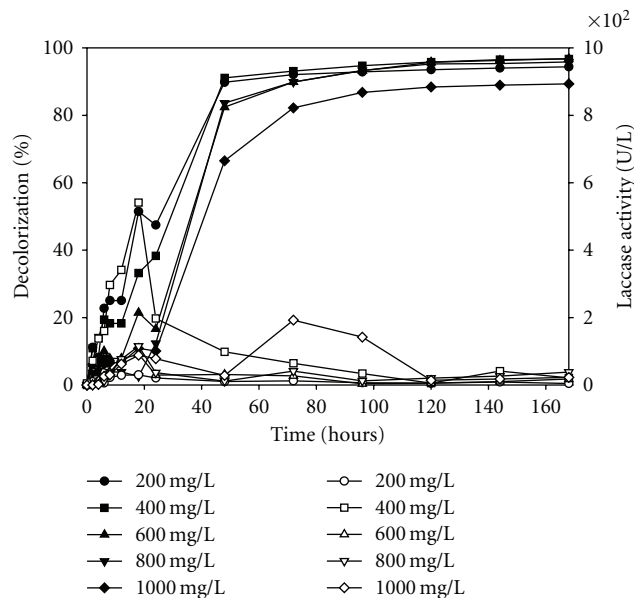 ×10²
100
80
60
40
20
0
Decolorization (%)
10
8
6
4
2
0
Laccase activity (U/L)
0 20 40 60 80 100 120 140 160
Time (hours)
200 mg/L 200 mg/L
400 mg/L 400 mg/L
600 mg/L 600 mg/L
800 mg/L 800 mg/L
1000 mg/L 1000 mg/L